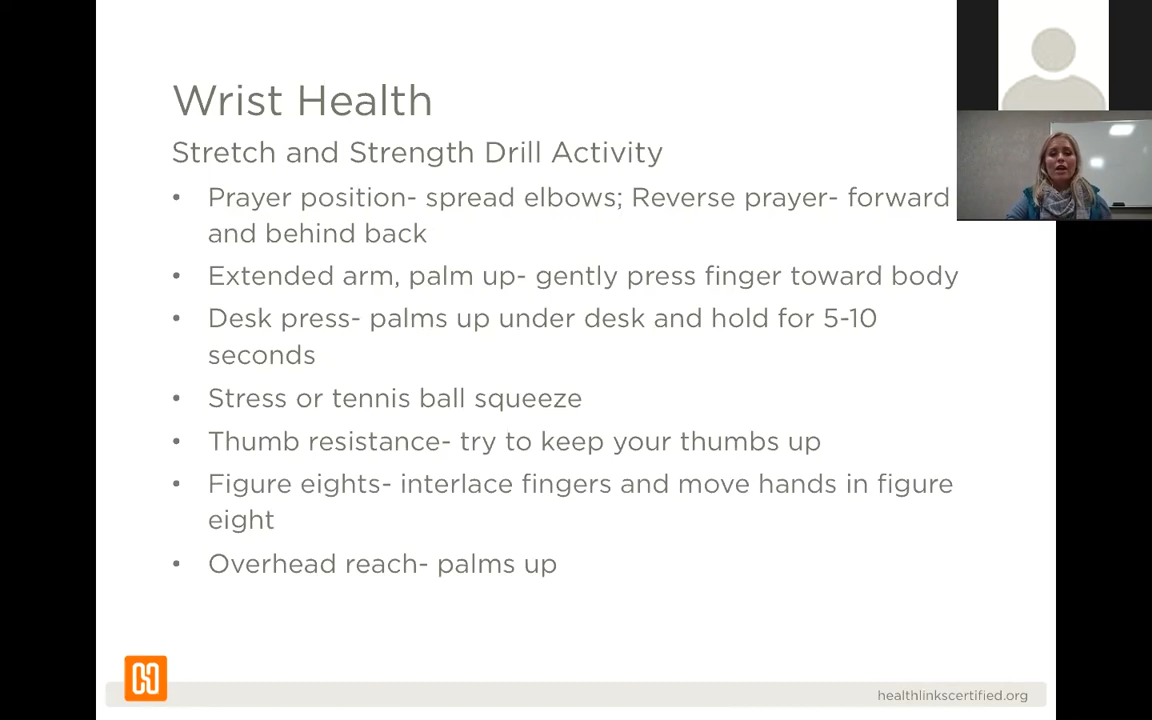 Wrist Health
Stretch and Strength Drill Activity
• Prayer position- spread elbows; Reverse prayer- forward
and behind back
• Extended arm, palm up- gently press finger toward body
• Desk press- palms up under desk and hold for 5-10
seconds
• Stress or tennis ball squeeze
• Thumb resistance- try to keep your thumbs up
• Figure eights- interlace fingers and move hands in figure
eight
• Overhead reach- palms up
healthlinkscertified.org